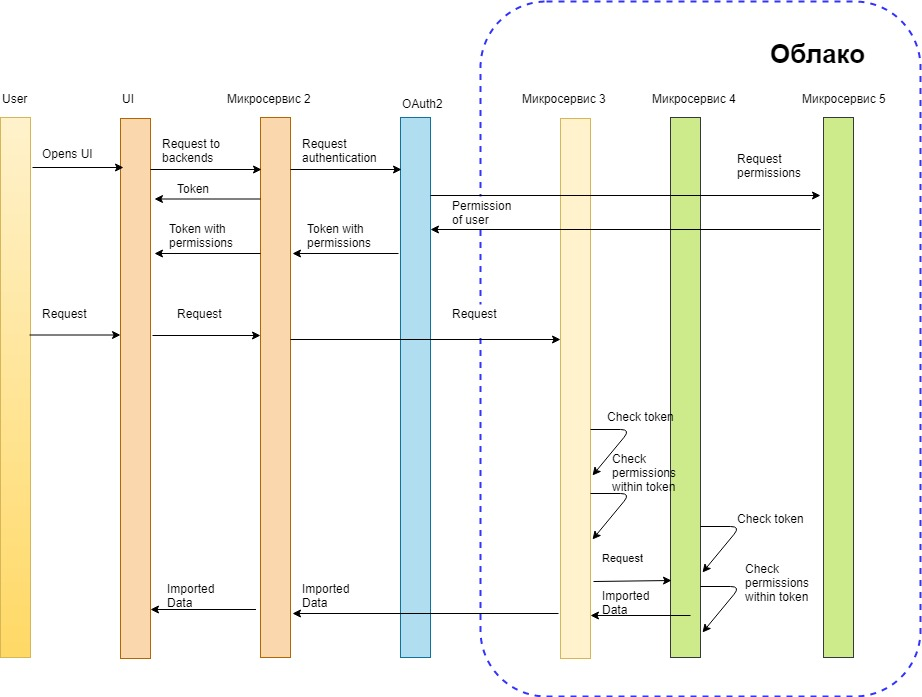 Облако
User
UI
Микросервис 2
OAuth2
Микросервис 3
Микросервис 4
Микросервис 5
Opens UI
Request to
backends
Request
authentication
Request
permissions
Token
Permission
of user
Token with
permissions
Token with
permissions
Request
Request
Request
Check token
Check
permissions
within token
Check token
Request
Check
permissions
within token
Imported
Data
Imported
Data
Imported
Data